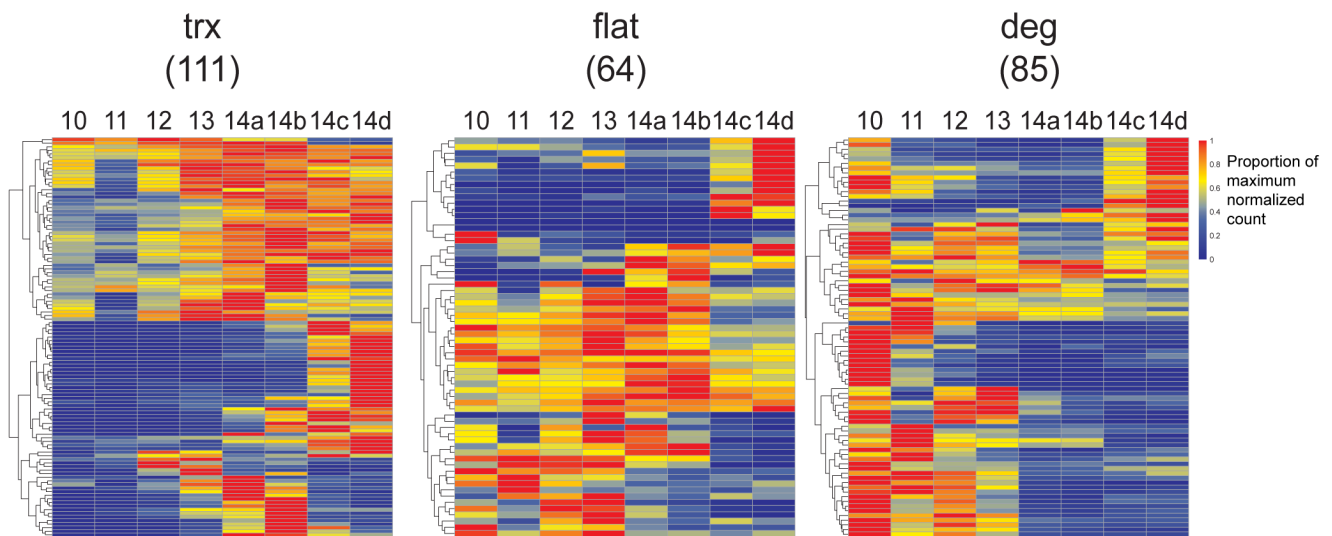 trx
(111)
10 11 12 13 14a 14b 14c 14d
flat
(64)
10 11 12 13 14a 14b 14c 14d
deg
(85)
10 11 12 13 14a 14b 14c 14d
1
0.8
0.6
0.4
0.2
0
Proportion of
maximum
normalized
count